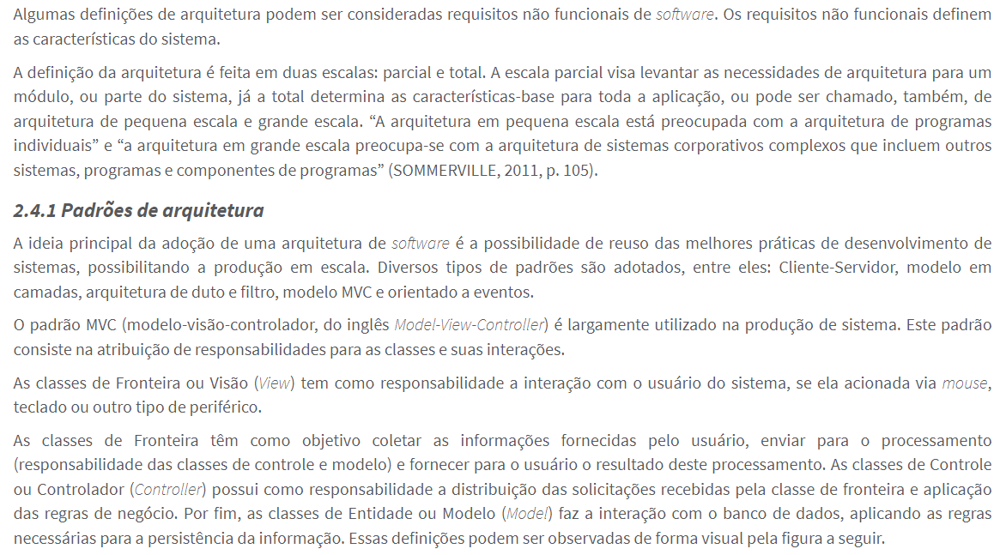 Algumas definições de arquitetura podem ser consideradas requisitos não funcionais de software. Os requisitos não funcionais definem
as características do sistema.
A definição da arquitetura é feita em duas escalas: parcial e total. A escala parcial visa levantar as necessidades de arquitetura para um
módulo, ou parte do sistema, já a total determina as características-base para toda a aplicação, ou pode ser chamado, também, de
arquitetura de pequena escala e grande escala. “A arquitetura em pequena escala está preocupada com a arquitetura de programas
individuais” e “a arquitetura em grande escala preocupa-se com a arquitetura de sistemas corporativos complexos que incluem outros
sistemas, programas e componentes de programas” (SOMMERVILLE, 2011, p. 105).
2.4.1 Padrões de arquitetura
A ideia principal da adoção de uma arquitetura de software é a possibilidade de reuso das melhores práticas de desenvolvimento de
sistemas, possibilitando a produção em escala. Diversos tipos de padrões são adotados, entre eles: Cliente-Servidor, modelo em
camadas, arquitetura de duto e filtro, modelo MVC e orientado a eventos.
O padrão MVC (modelo-visão-controlador, do inglês Model-View-Controller) é largamente utilizado na produção de sistema. Este padrão
consiste na atribuição de responsabilidades para as classes e suas interações.
As classes de Fronteira ou Visão (View) tem como responsabilidade a interação com o usuário do sistema, se ela acionada via mouse,
teclado ou outro tipo de periférico.
As classes de Fronteira têm como objetivo coletar as informações fornecidas pelo usuário, enviar para o processamento
(responsabilidade das classes de controle e modelo) e fornecer para o usuário o resultado deste processamento. As classes de Controle
ou Controlador (Controller) possui como responsabilidade a distribuição das solicitações recebidas pela classe de fronteira e aplicação
das regras de negócio. Por fim, as classes de Entidade ou Modelo (Model) faz a interação com o banco de dados, aplicando as regras
necessárias para a persistência da informação. Essas definições podem ser observadas de forma visual pela figura a seguir.